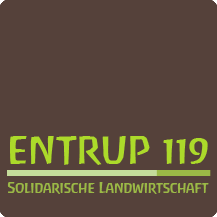 ENTRUP 119
SOLIDARISCHE LANDWIRTSCHAFT